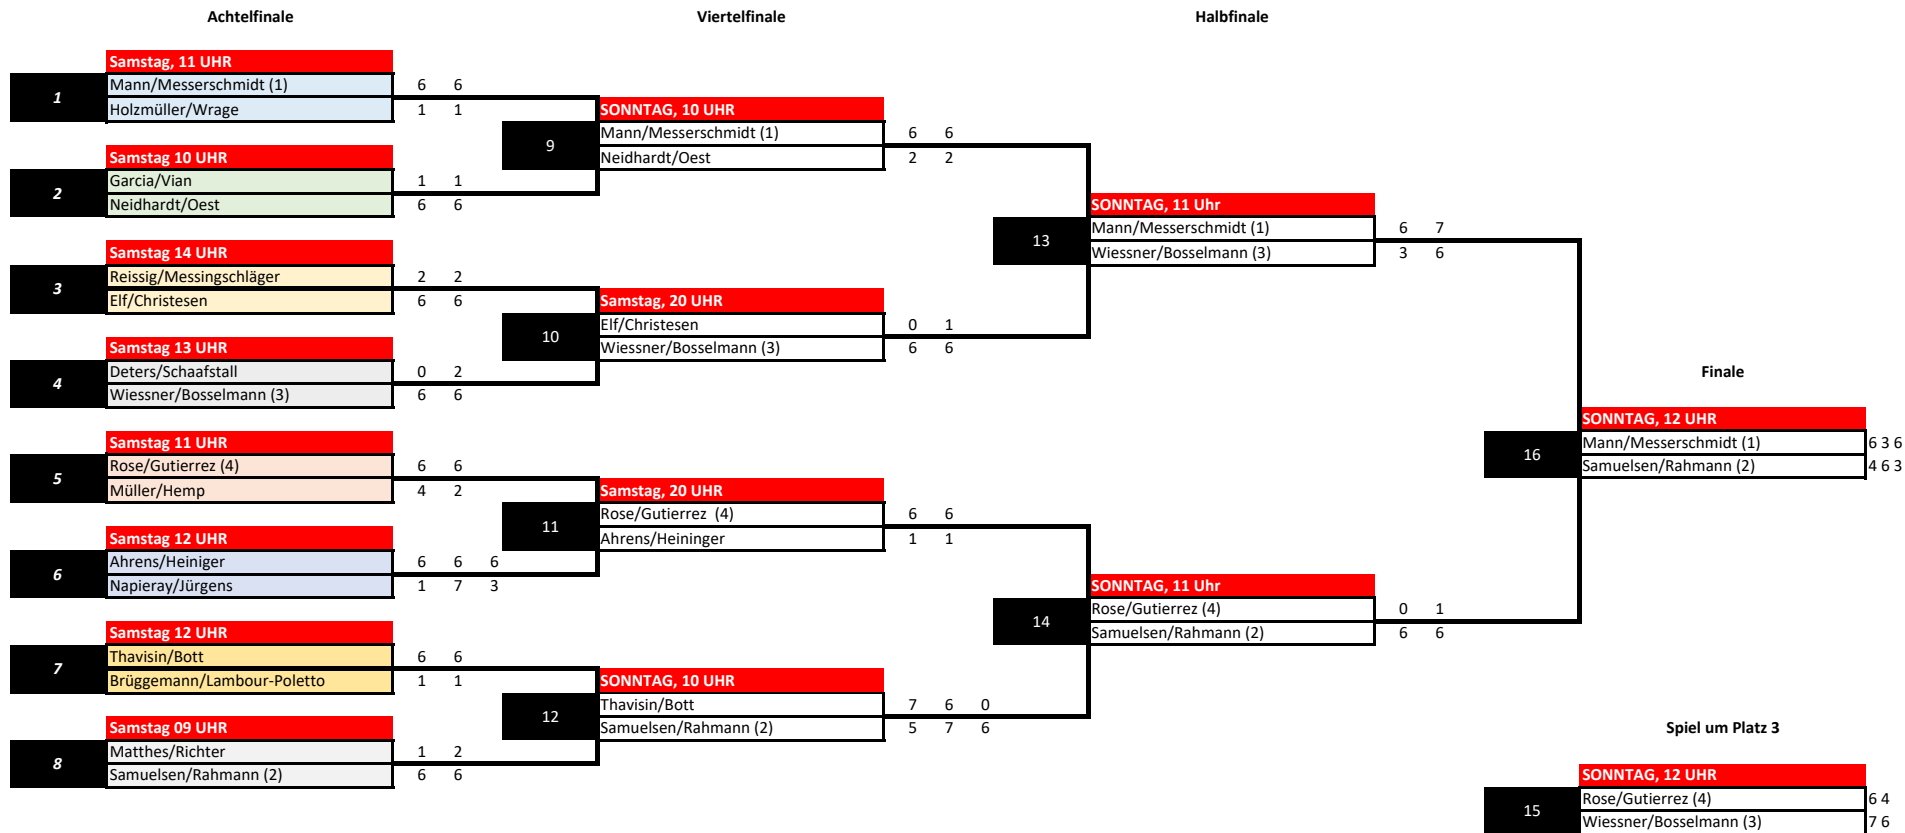 Achtelfinale
Viertelfinale
Halbfinale
Samstag, 11 UHR
1
Mann/Messerschmidt (1) 6 6
Holzmüller/Wrage 1 1
Samstag 10 UHR
2
Garcia/Vian 1 1
Neidhardt/Oest 6 6
Samstag 14 UHR
3
Reissig/Messingschläger 2 2
Elf/Christesen 6 6
Samstag 13 UHR
4
Deters/Schaafstall 0 2
Wiessner/Bosselmann (3) 6 6
Samstag 11 UHR
5
Rose/Gutierrez (4) 6 6
Müller/Hemp 4 2
Samstag 12 UHR
6
Ahrens/Heiniger 6 6 6
Napieray/Jürgens 1 7 3
Samstag 12 UHR
7
Thavisin/Bott 6 6
Brüggemann/Lambour-Poletto 1 1
Samstag 09 UHR
8
Matthes/Richter 1 2
Samuelsen/Rahmann (2) 6 6
SONNTAG, 10 UHR
9
Mann/Messerschmidt (1) 6 6
Neidhardt/Oest 2 2
Samstag, 20 UHR
10
Elf/Christesen 0 1
Wiessner/Bosselmann (3) 6 6
Samstag, 20 UHR
11
Rose/Gutierrez (4) 6 6
Ahrens/Heininger 1 1
SONNTAG, 10 UHR
12
Thavisin/Bott 7 6 0
Samuelsen/Rahmann (2) 5 7 6
SONNTAG, 11 Uhr
13
Mann/Messerschmidt (1) 6 7
Wiessner/Bosselmann (3) 3 6
SONNTAG, 11 Uhr
14
Rose/Gutierrez (4) 0 1
Samuelsen/Rahmann (2) 6 6
Finale
SONNTAG, 12 UHR
16
Mann/Messerschmidt (1) 6 3 6
Samuelsen/Rahmann (2) 4 6 3
Spiel um Platz 3
SONNTAG, 12 UHR
15
Rose/Gutierrez (4) 6 4
Wiessner/Bosselmann (3) 7 6